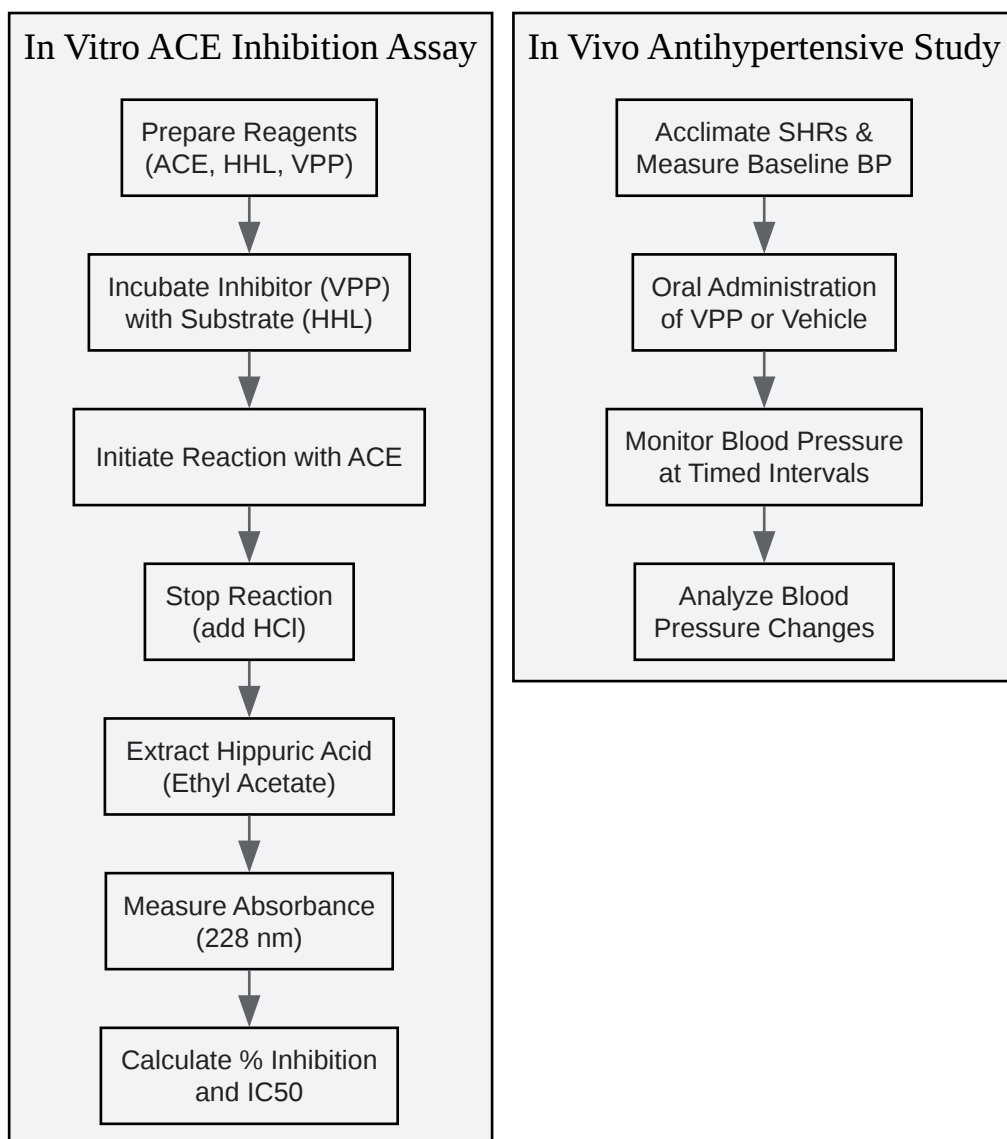 In Vitro ACE Inhibition Assay
Prepare Reagents
(ACE, HHL, VPP)
Incubate Inhibitor (VPP)
with Substrate (HHL)
Initiate Reaction with ACE
Stop Reaction
(add HCl)
Extract Hippuric Acid
(Ethyl Acetate)
Measure Absorbance
(228 nm)
Calculate % Inhibition
and IC50
In Vivo Antihypertensive Study
Acclimate SHRs &
Measure Baseline BP
Oral Administration
of VPP or Vehicle
Monitor Blood Pressure
at Timed Intervals
Analyze Blood
Pressure Changes